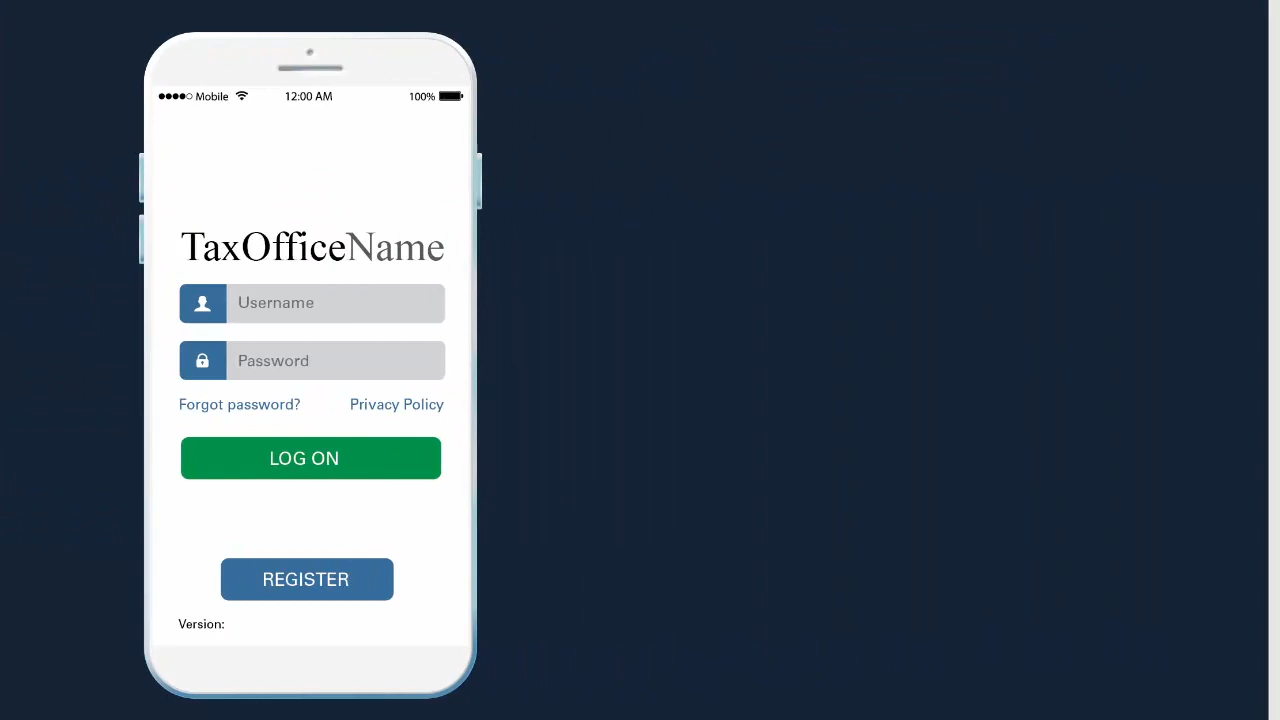 Mobile 12:00 AM 100%
TaxOfficeName
Username
Password
Forgot password? Privacy Policy
LOG ON
REGISTER
Version: